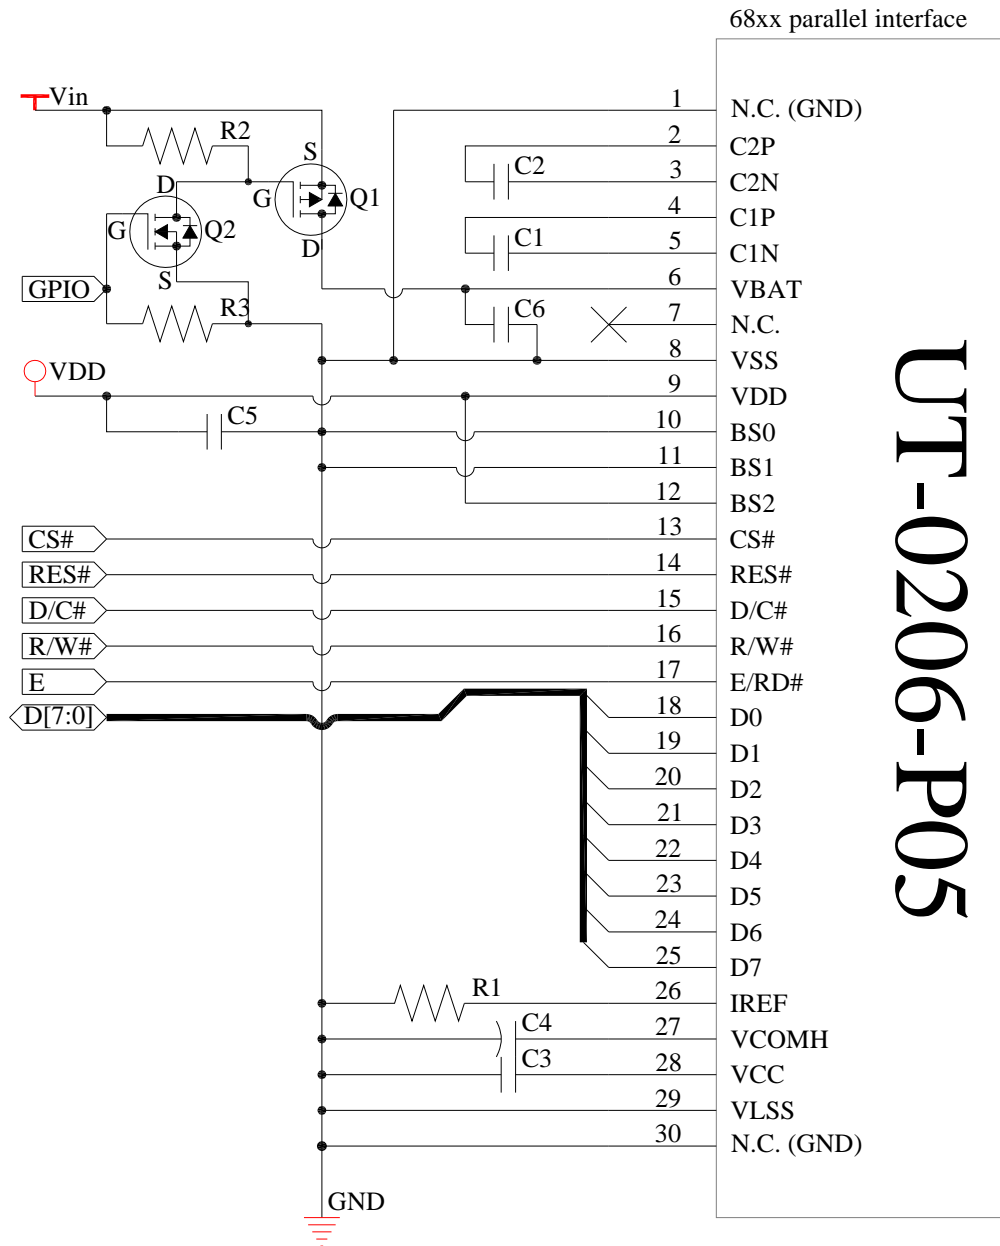 68xx parallel interface
Vin
R2
S
D
G
Q1
G
Q2
D
S
GPIO
R3
VDD
C5
C2
C1
C6
1 N.C. (GND)
2 C2P
3 C2N
4 C1P
5 C1N
6 VBAT
7 N.C.
8 VSS
9 VDD
10 BS0
11 BS1
12 BS2
CS# 13 CS#
RES# 14 RES#
D/C# 15 D/C#
R/W# 16 R/W#
E 17 E/RD#
D[7:0] 18 D0
19 D1
20 D2
21 D3
22 D4
23 D5
24 D6
25 D7
R1 26 IREF
C4 27 VCOMH
C3 28 VCC
29 VLSS
30 N.C. (GND)
GND
UT-0206-P05